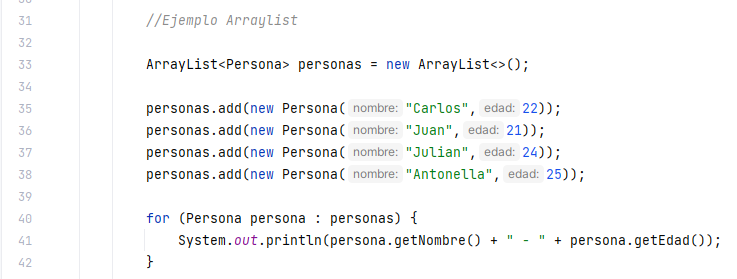 31 //Ejemplo Arraylist
32
33 ArrayList<Persona> personas = new ArrayList<>();
34
35 personas.add(new Persona( nombre: "Carlos", edad: 22));
36 personas.add(new Persona( nombre: "Juan", edad: 21));
37 personas.add(new Persona( nombre: "Julian", edad: 24));
38 personas.add(new Persona( nombre: "Antonella", edad: 25));
39
40 for (Persona persona : personas) {
41 System.out.println(persona.getNombre() + " - " + persona.getEdad());
42 }